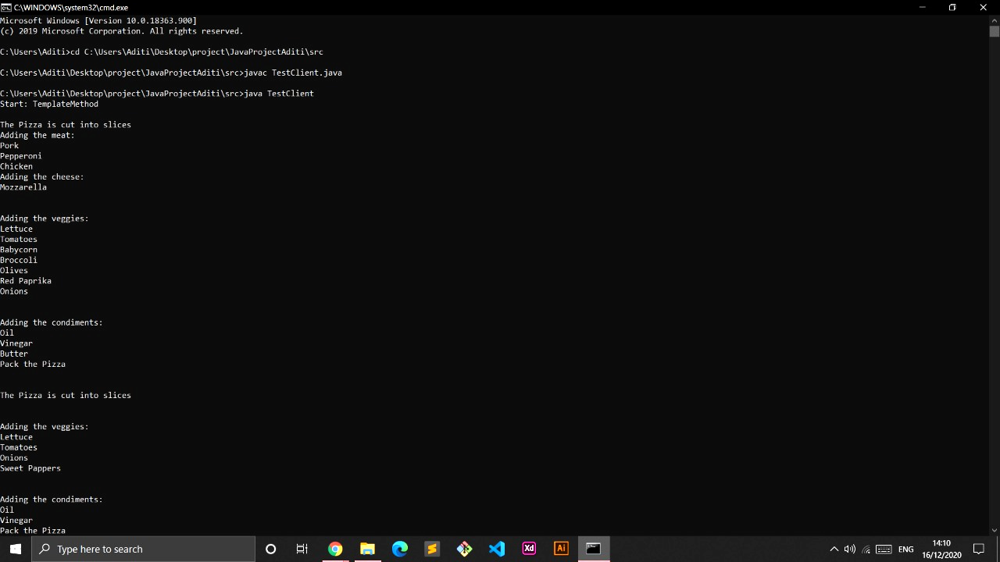 C:\WINDOWS\system32\cmd.exe
Microsoft Windows [Version 10.0.18363.900]
(c) 2019 Microsoft Corporation. All rights reserved.
C:\Users\Aditi>cd C:\Users\Aditi\Desktop\project\JavaProjectAditi\src
C:\Users\Aditi\Desktop\project\JavaProjectAditi\src>javac TestClient.java
C:\Users\Aditi\Desktop\project\JavaProjectAditi\src>java TestClient
Start: TemplateMethod
The Pizza is cut into slices
Adding the meat:
Pork
Pepperoni
Chicken
Adding the cheese:
Mozzarella
Adding the veggies:
Lettuce
Tomatoes
Babycorn
Broccoli
Olives
Red Paprika
Onions
Adding the condiments:
Oil
Vinegar
Butter
Pack the Pizza
The Pizza is cut into slices
Adding the veggies:
Lettuce
Tomatoes
Onions
Sweet Pappers
Adding the condiments:
Oil
Vinegar
Pack the Pizza
Type here to search
Xd
Ai
ENG
14:10
16/12/2020